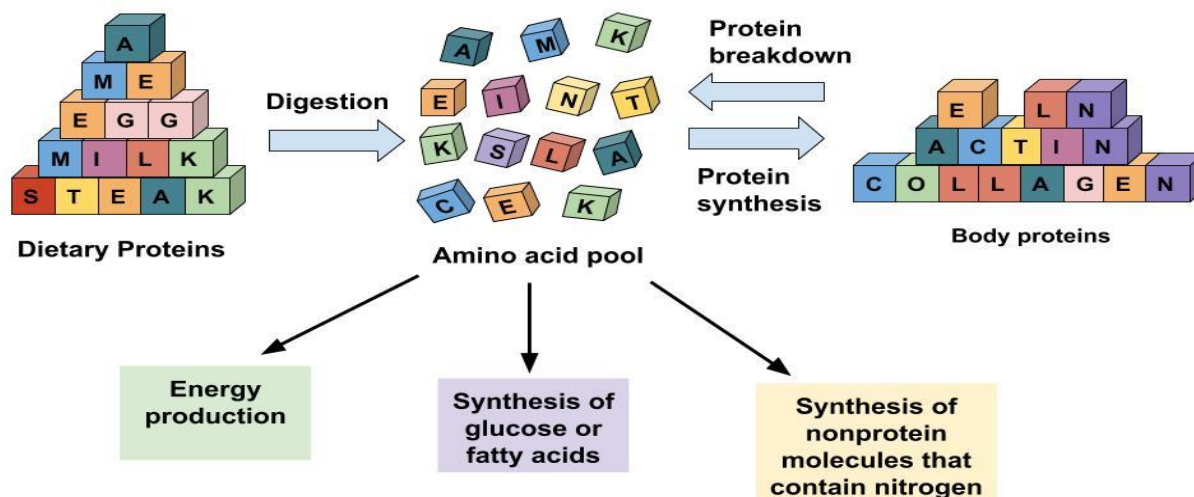 A
M E
E G G
M I L K
S T E A K
Dietary Proteins
Digestion
A M K
E I N T
K S L A
C E K
Amino acid pool
Protein
breakdown
Protein
synthesis
E L N
A C T I N
C O L L A G E N
Body proteins
Energy
production
Synthesis of
glucose or
fatty acids
Synthesis of
nonprotein
molecules that
contain nitrogen